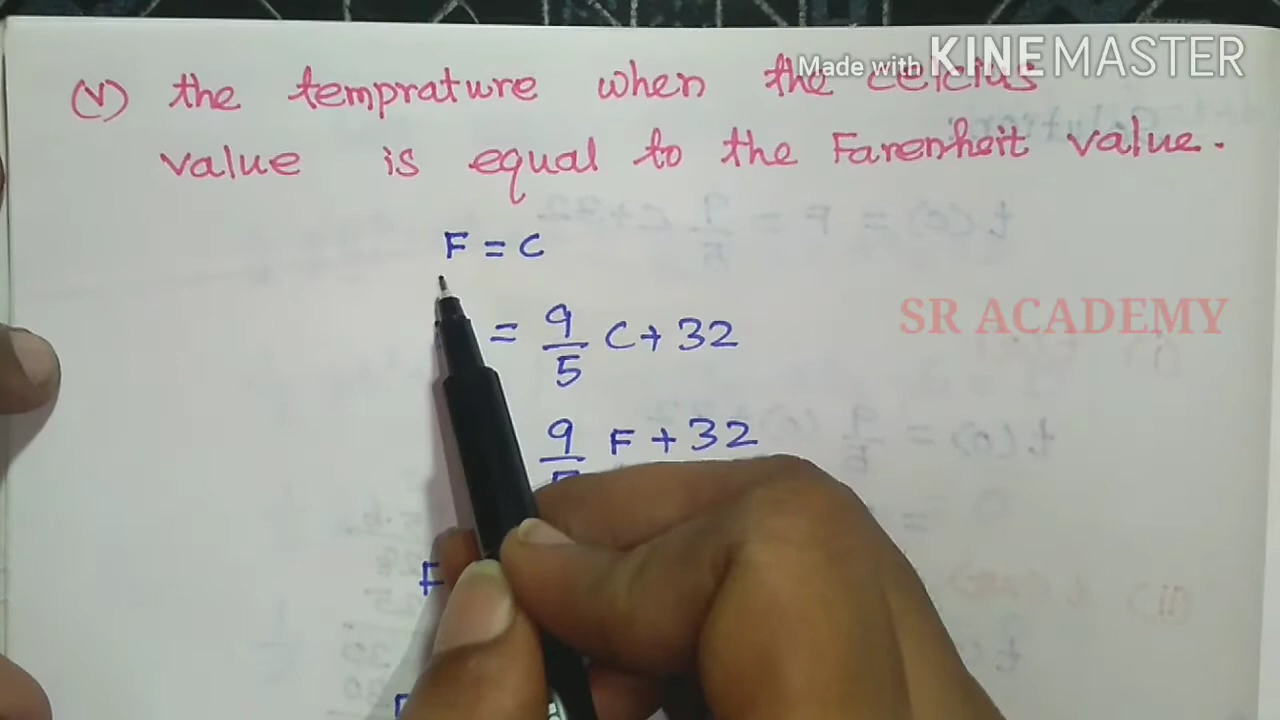 Made with KINEMASTER
(V) the temprature when the celcius
value is equal to the Farenheit value.
F = C
SR ACADEMY
= 9/5 C + 32
9/5 F + 32
F